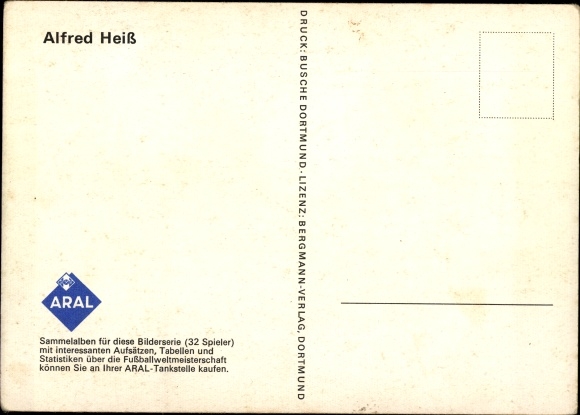 Alfred Heiß
DRUCK: BUSCHE DORTMUND · LIZENZ: BERGMANN-VERLAG, DORTMUND
ARAL
Sammelalben für diese Bilderserie (32 Spieler)
mit interessanten Aufsätzen, Tabellen und
Statistiken über die Fußballweltmeisterschaft
können Sie an Ihrer ARAL-Tankstelle kaufen.